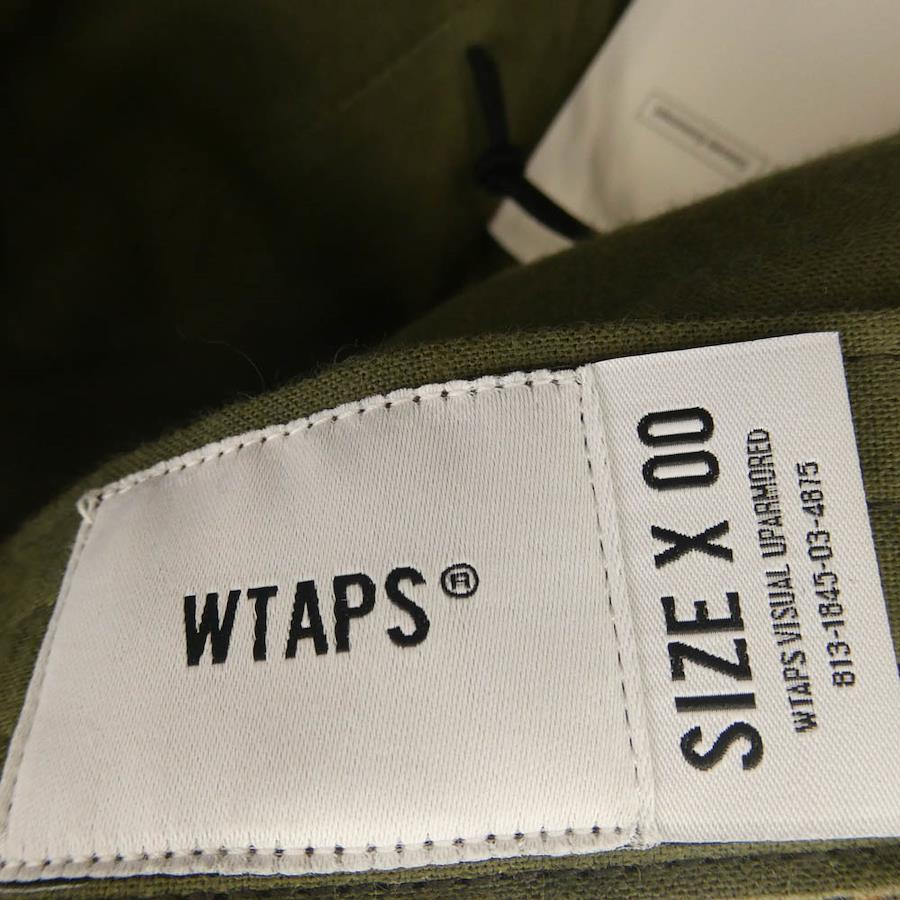 WTAPS®
SIZE X 00
WTAPS VISUAL UPARMORED
813-1845-03-4875